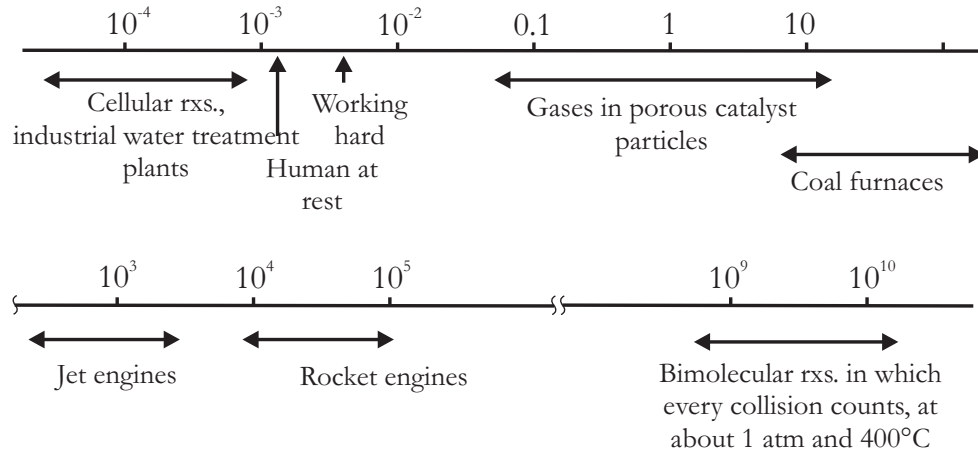 10⁻⁴ 10⁻³ 10⁻² 0.1 1 10
Cellular rxs.,
industrial water treatment
plants
Human at
rest
Working
hard
Gases in porous catalyst
particles
Coal furnaces
10³ 10⁴ 10⁵ 10⁹ 10¹⁰
Jet engines
Rocket engines
Bimolecular rxs. in which
every collision counts, at
about 1 atm and 400°C